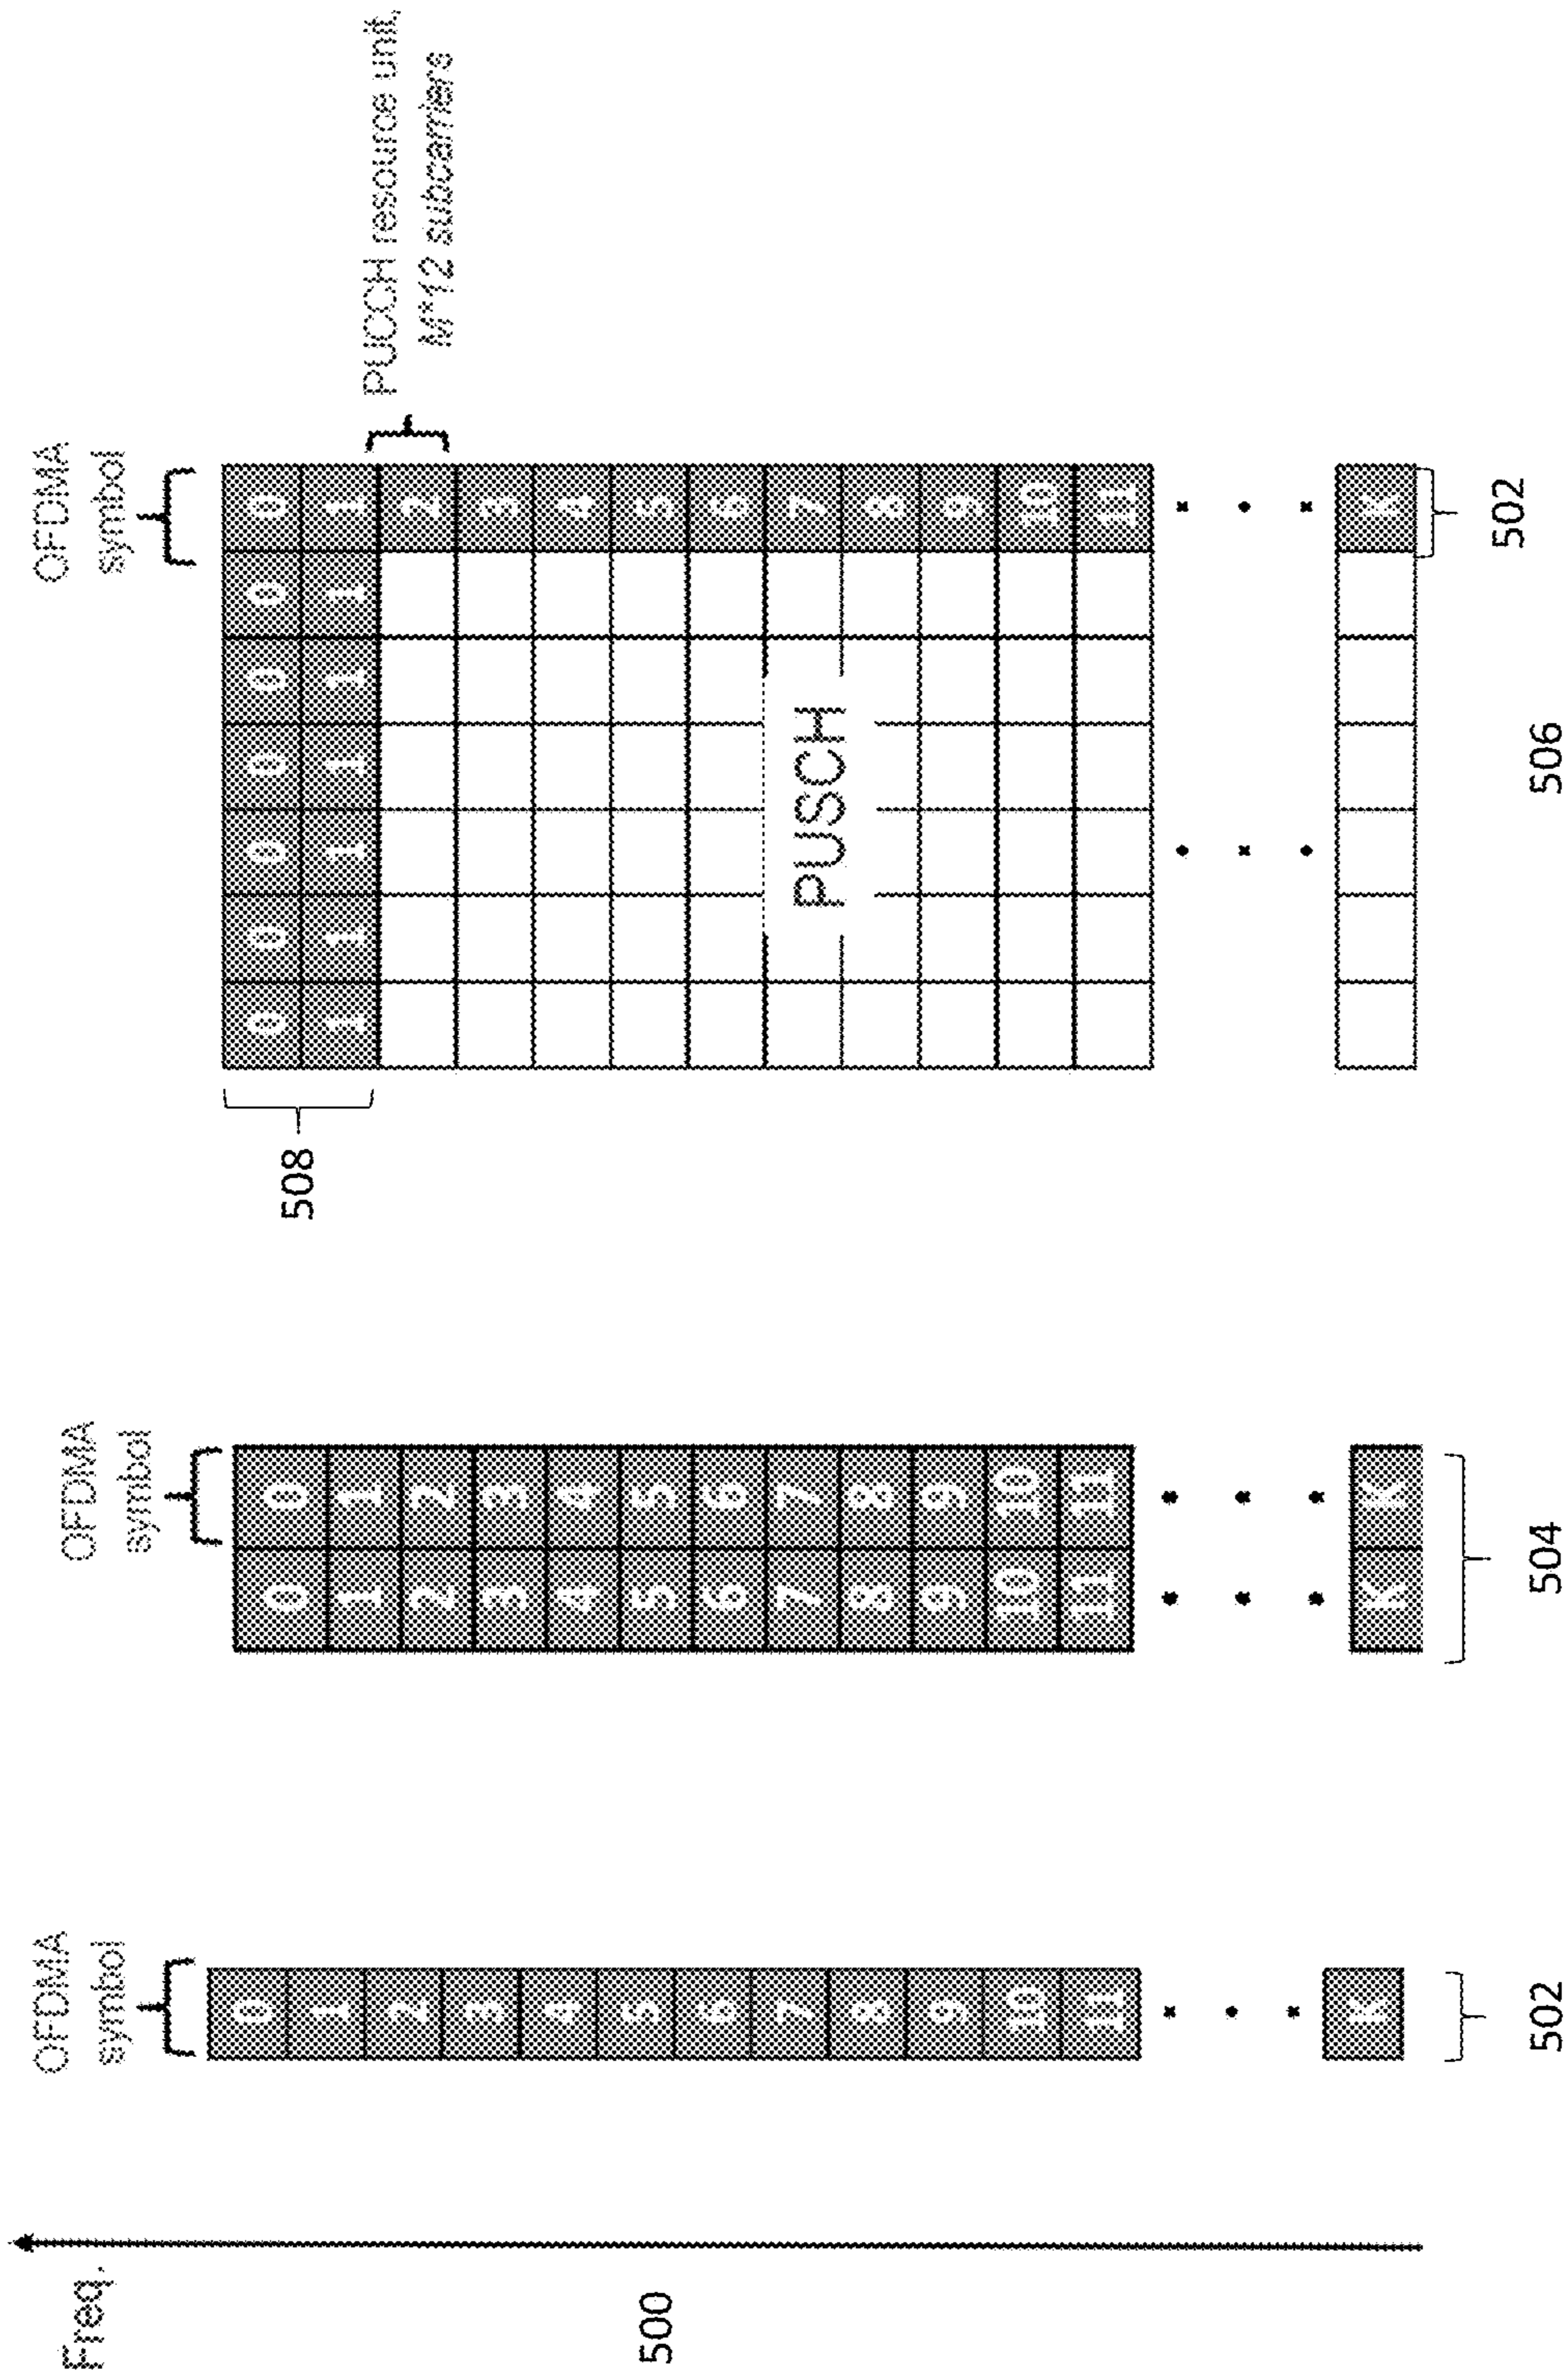 Freq.
500
OFDMA
symbol
0
1
2
3
4
5
6
7
8
9
10
11
K
502
OFDMA
symbol
0 0
1 1
2 2
3 3
4 4
5 5
6 6
7 7
8 8
9 9
10 10
11 11
K K
504
OFDMA
symbol
508
0 0 0 0 0 0 0
1 1 1 1 1 1 1
2
3
4
5
6
7
8
9
10
11
K
PUSCH
PUCCH resource unit,
M*12 subcarriers
502
506